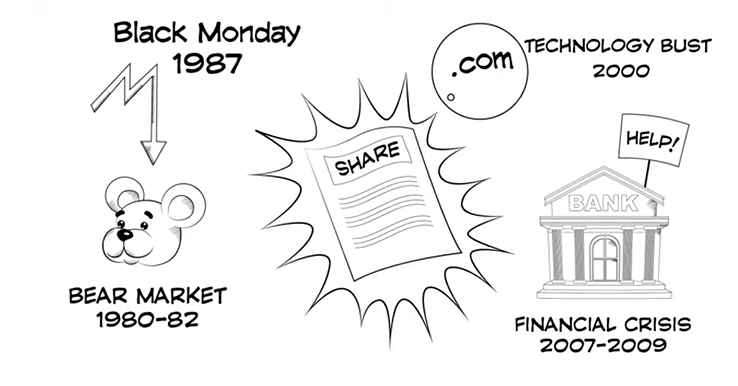 Black Monday
1987
.com
TECHNOLOGY BUST
2000
SHARE
HELP!
BANK
BEAR MARKET
1980-82
FINANCIAL CRISIS
2007-2009